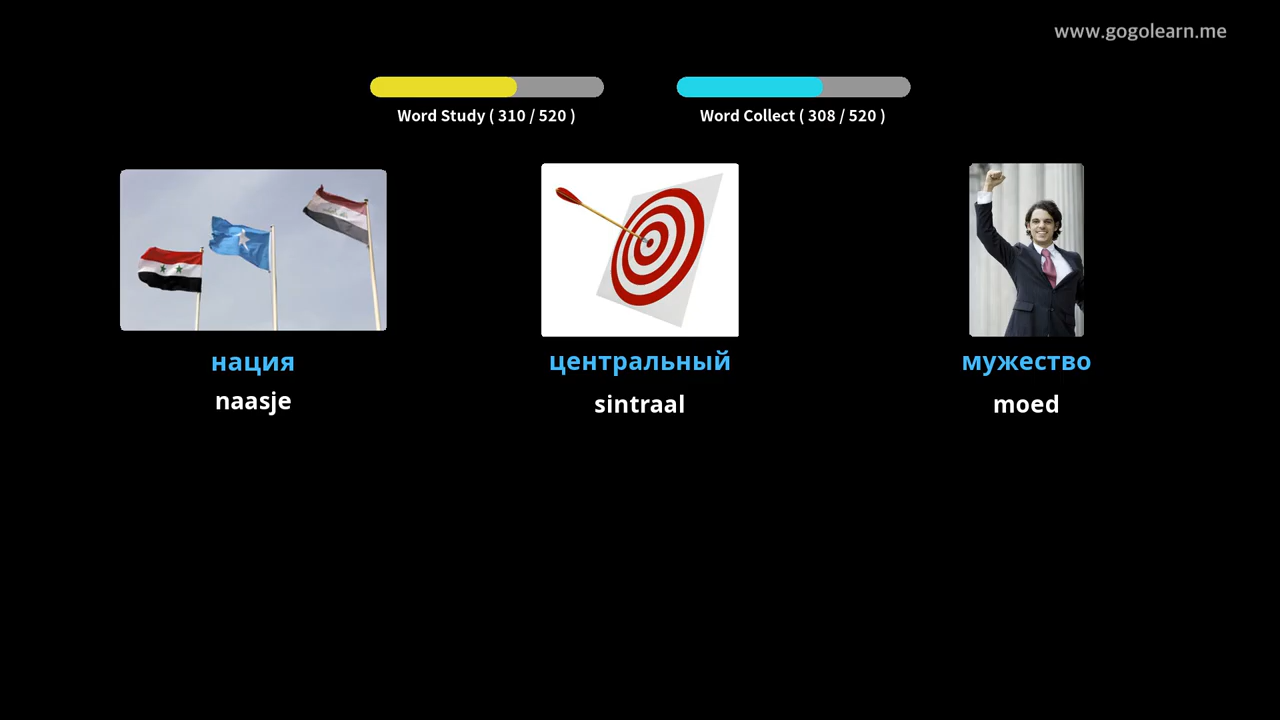 www.gogolearn.me
Word Study ( 310 / 520 )
Word Collect ( 308 / 520 )
нация
центральный
мужество
naasje
sintraal
moed